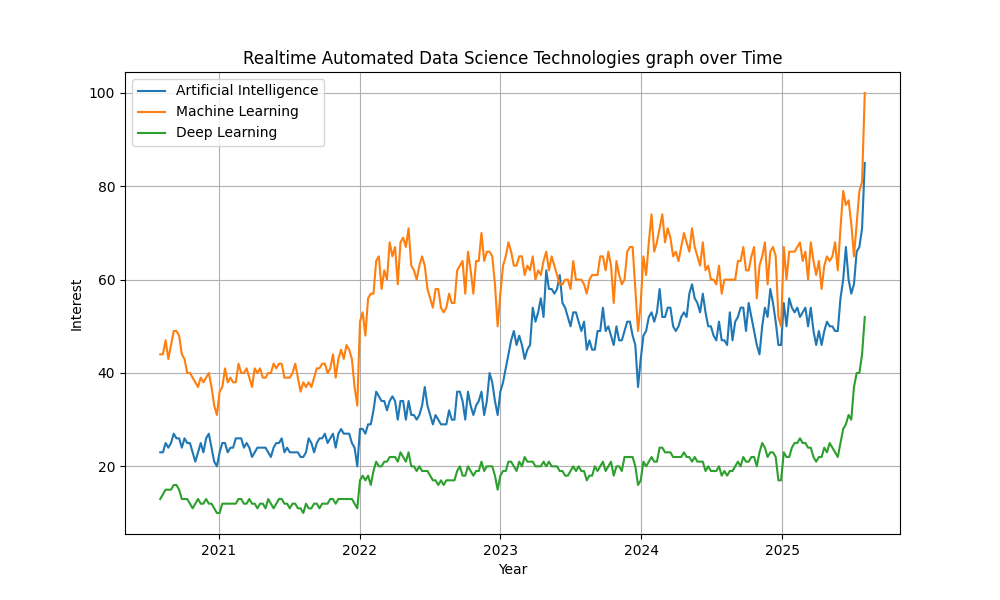 Realtime Automated Data Science Technologies graph over Time
Artificial Intelligence
Machine Learning
Deep Learning
100
80
60
40
20
Interest
2021
2022
2023
2024
2025
Year